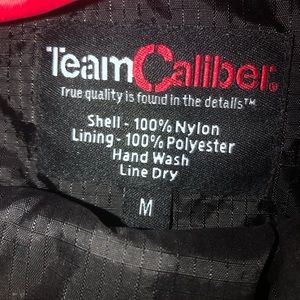 TeamCaliber®
True quality is found in the details™
Shell - 100% Nylon
Lining - 100% Polyester
Hand Wash
Line Dry
M